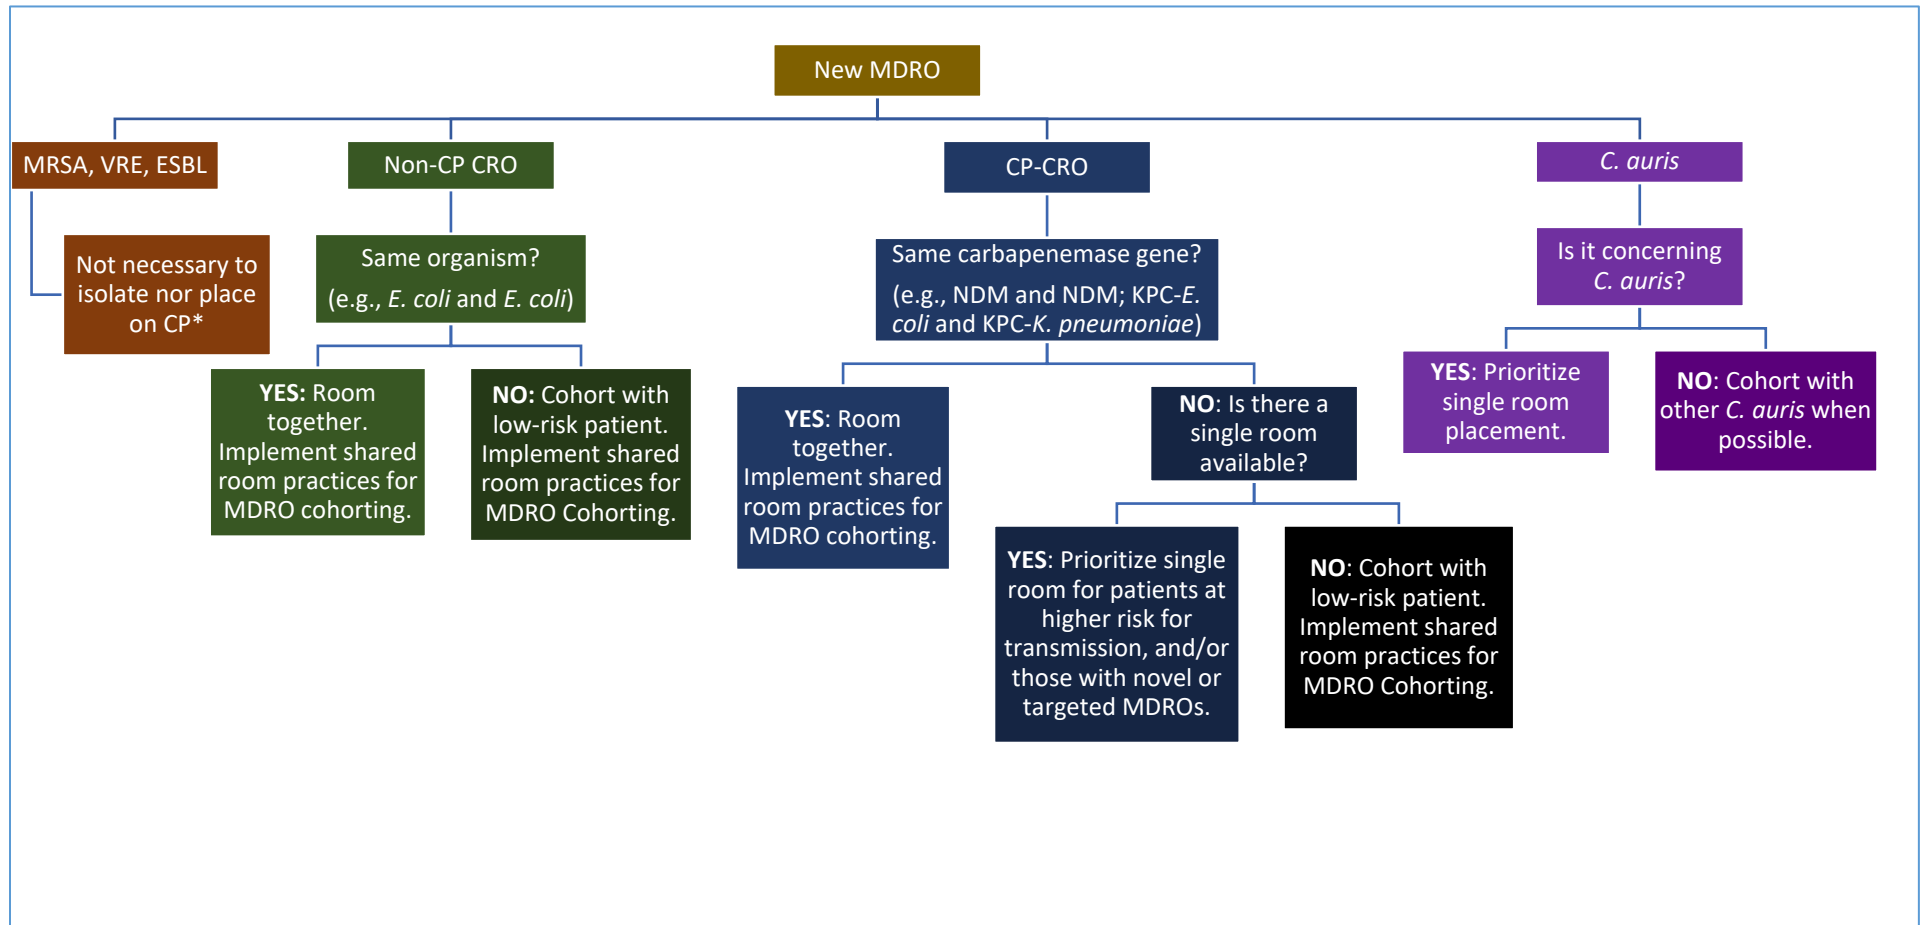 New MDRO
MRSA, VRE, ESBL
Not necessary to
isolate nor place
on CP*
Non-CP CRO
Same organism?
(e.g., E. coli and E. coli)
YES: Room
together.
Implement shared
room practices for
MDRO cohorting.
NO: Cohort with
low-risk patient.
Implement shared
room practices for
MDRO Cohorting.
CP-CRO
Same carbapenemase gene?
(e.g., NDM and NDM; KPC-E.
coli and KPC-K. pneumoniae)
YES: Room
together.
Implement shared
room practices for
MDRO cohorting.
NO: Is there a
single room
available?
YES: Prioritize single
room for patients at
higher risk for
transmission, and/or
those with novel or
targeted MDROs.
NO: Cohort with
low-risk patient.
Implement shared
room practices for
MDRO Cohorting.
C. auris
Is it concerning
C. auris?
YES: Prioritize
single room
placement.
NO: Cohort with
other C. auris when
possible.